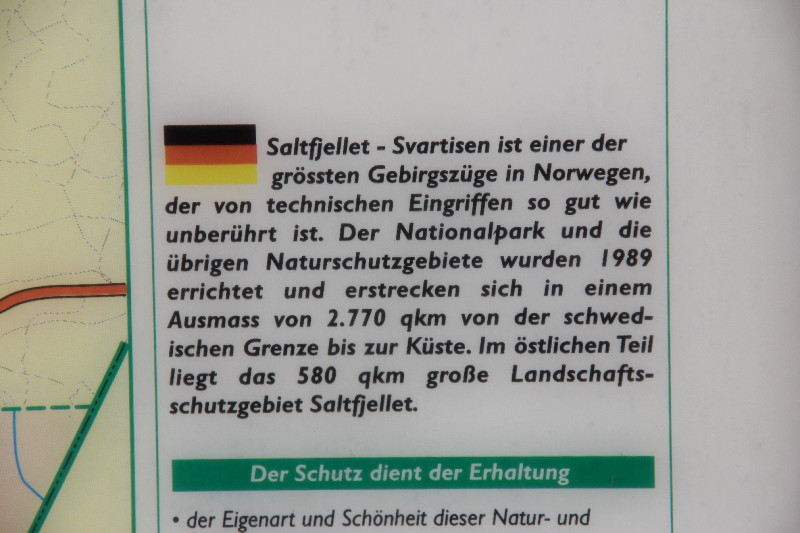 Saltfjellet - Svartisen ist einer der
grössten Gebirgszüge in Norwegen,
der von technischen Eingriffen so gut wie
unberührt ist. Der Nationalpark und die
übrigen Naturschutzgebiete wurden 1989
errichtet und erstrecken sich in einem
Ausmass von 2.770 qkm von der schwed-
ischen Grenze bis zur Küste. Im östlichen Teil
liegt das 580 qkm große Landschafts-
schutzgebiet Saltfjellet.
Der Schutz dient der Erhaltung
• der Eigenart und Schönheit dieser Natur- und